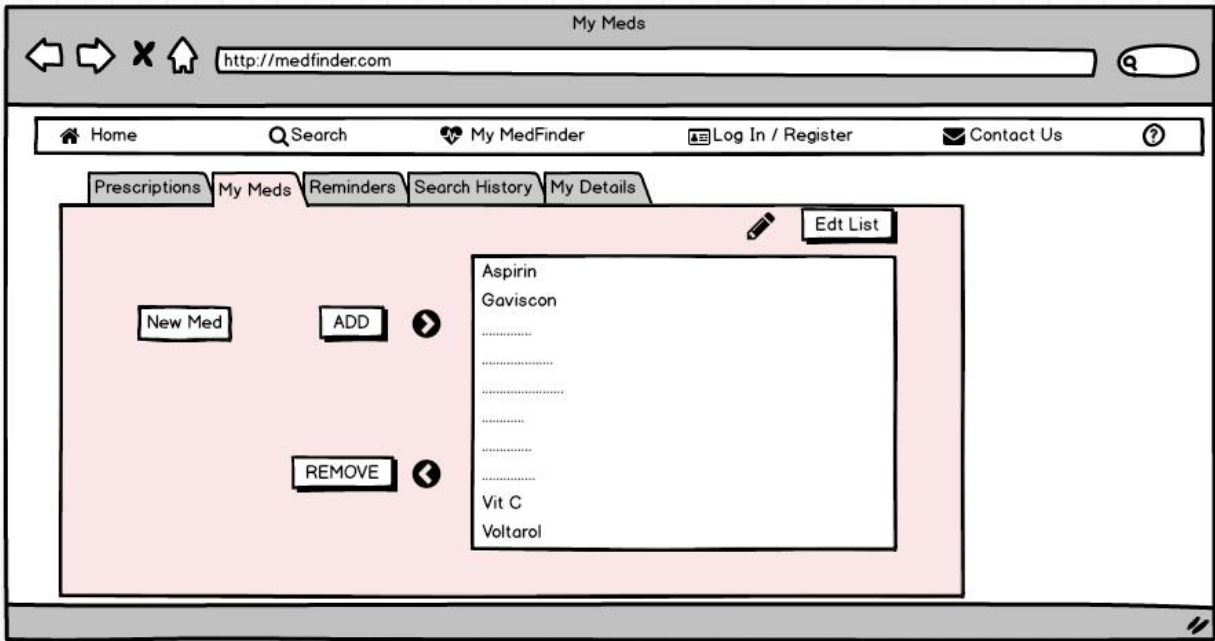 My Meds
http://medfinder.com
Home Search My MedFinder Log In / Register Contact Us ?
Prescriptions My Meds Reminders Search History My Details
Edt List
Aspirin
Gaviscon
New Med ADD
..............
....................
.......................
............
..............
REMOVE
...............
Vit C
Voltarol